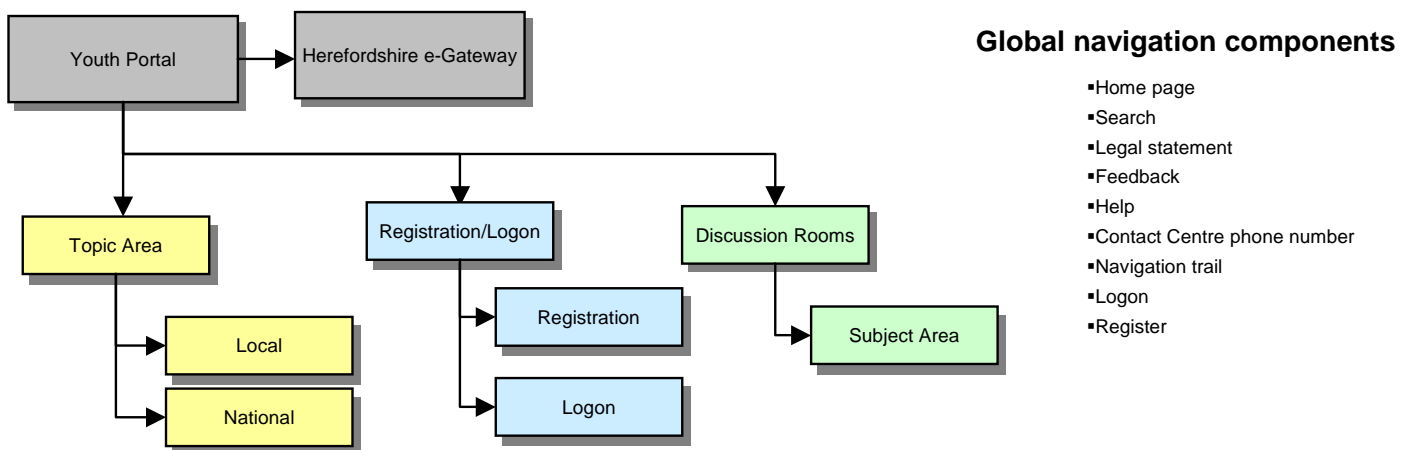 Youth Portal
Herefordshire e-Gateway
Global navigation components
▪Home page
▪Search
▪Legal statement
▪Feedback
▪Help
▪Contact Centre phone number
▪Navigation trail
▪Logon
▪Register
Topic Area
Registration/Logon
Discussion Rooms
Local
National
Registration
Logon
Subject Area